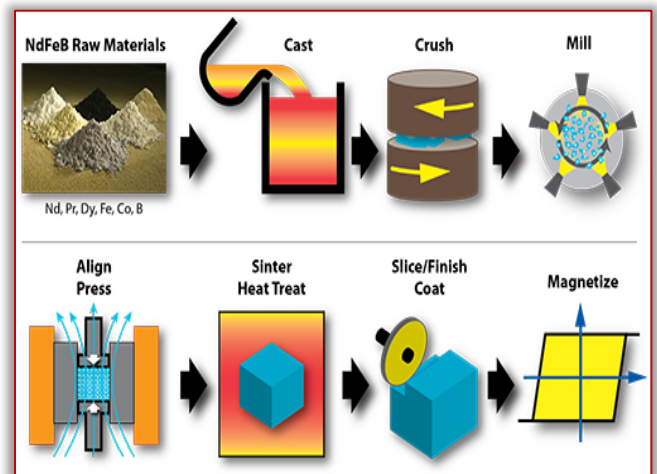 NdFeB Raw Materials
Cast
Crush
Mill
Nd, Pr, Dy, Fe, Co, B
Align
Press
Sinter
Heat Treat
Slice/Finish
Coat
Magnetize